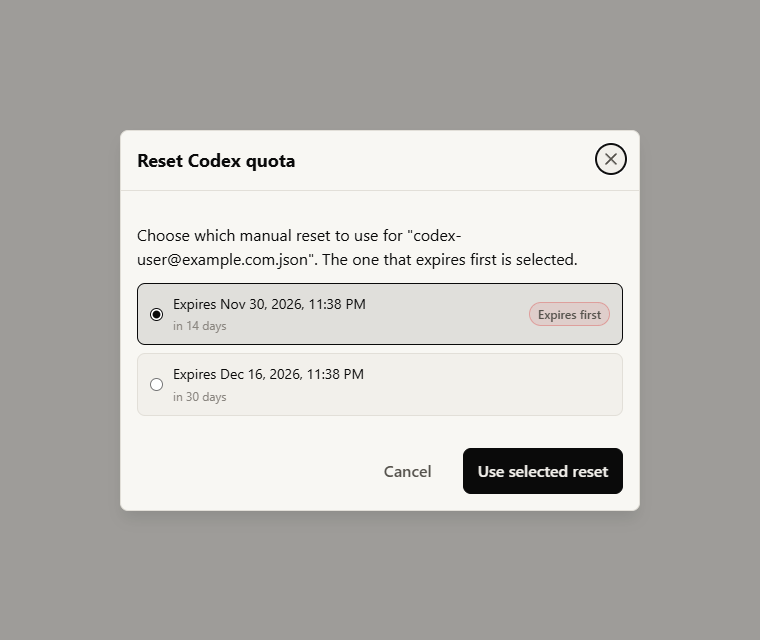 Reset Codex quota
Choose which manual reset to use for "codex-
user@example.com.json". The one that expires first is selected.
Expires Nov 30, 2026, 11:38 PM
Expires first
in 14 days
Expires Dec 16, 2026, 11:38 PM
in 30 days
Cancel
Use selected reset